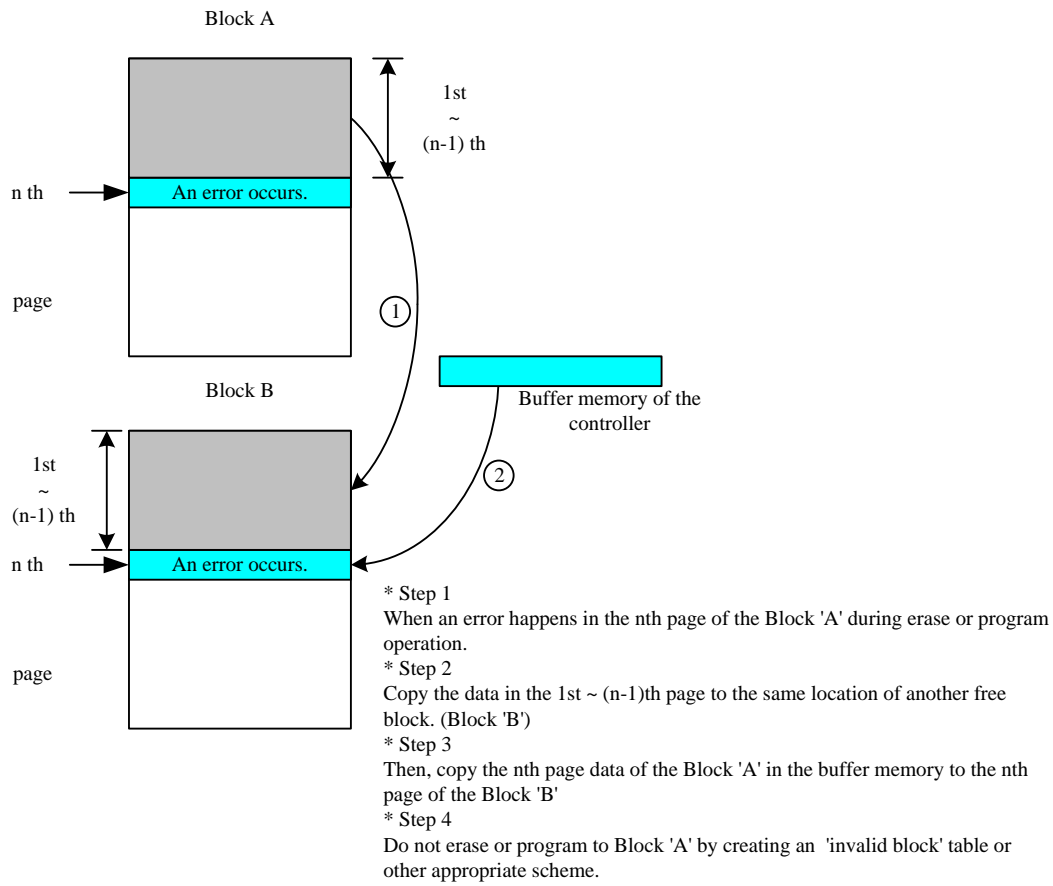 Block A
1st
~
(n-1) th
n th
An error occurs.
page
1
Block B
Buffer memory of the
controller
1st
~
(n-1) th
2
n th
An error occurs.
page
* Step 1
When an error happens in the nth page of the Block 'A' during erase or program
operation.
* Step 2
Copy the data in the 1st ~ (n-1)th page to the same location of another free
block. (Block 'B')
* Step 3
Then, copy the nth page data of the Block 'A' in the buffer memory to the nth
page of the Block 'B'
* Step 4
Do not erase or program to Block 'A' by creating an 'invalid block' table or
other appropriate scheme.